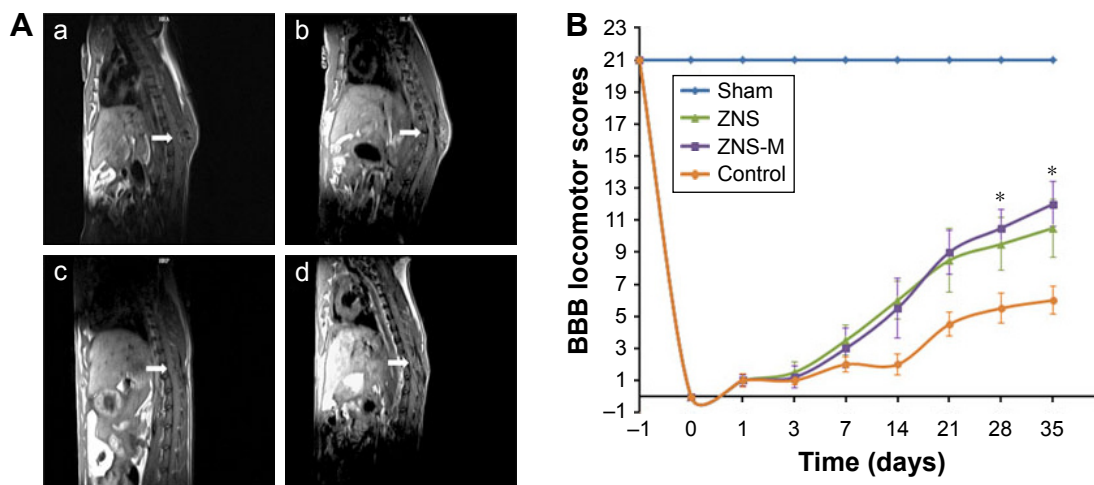 A
a
b
c
d
B
BBB locomotor scores
23
21
19
17
15
13
11
9
7
5
3
1
–1
Sham
ZNS
ZNS-M
Control
*
*
–1 0 1 3 7 14 21 28 35
Time (days)